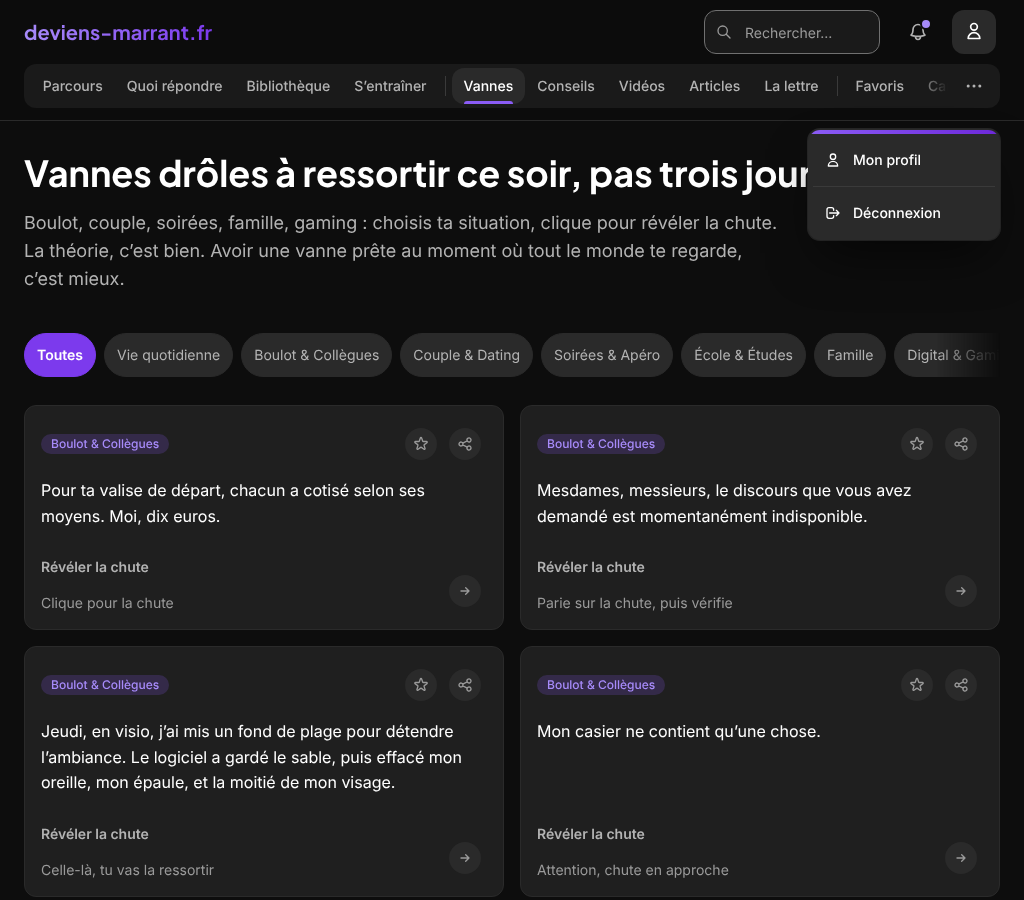 deviens-marrant.fr
Rechercher...
Parcours
Quoi répondre
Bibliothèque
S’entraîner
Vannes
Conseils
Vidéos
Articles
La lettre
Favoris
Mon profil
Déconnexion
Vannes drôles à ressortir ce soir, pas trois
Boulot, couple, soirées, famille, gaming : choisis ta situation, clique pour révéler la chute.
La théorie, c’est bien. Avoir une vanne prête au moment où tout le monde te regarde,
c’est mieux.
Toutes
Vie quotidienne
Boulot & Collègues
Couple & Dating
Soirées & Apéro
École & Études
Famille
Digital &
Boulot & Collègues
Pour ta valise de départ, chacun a cotisé selon ses
moyens. Moi, dix euros.
Révéler la chute
Clique pour la chute
Boulot & Collègues
Mesdames, messieurs, le discours que vous avez
demandé est momentanément indisponible.
Révéler la chute
Parie sur la chute, puis vérifie
Boulot & Collègues
Jeudi, en visio, j’ai mis un fond de plage pour détendre
l’ambiance. Le logiciel a gardé le sable, puis effacé mon
oreille, mon épaule, et la moitié de mon visage.
Révéler la chute
Celle-là, tu vas la ressortir
Boulot & Collègues
Mon casier ne contient qu’une chose.
Révéler la chute
Attention, chute en approche